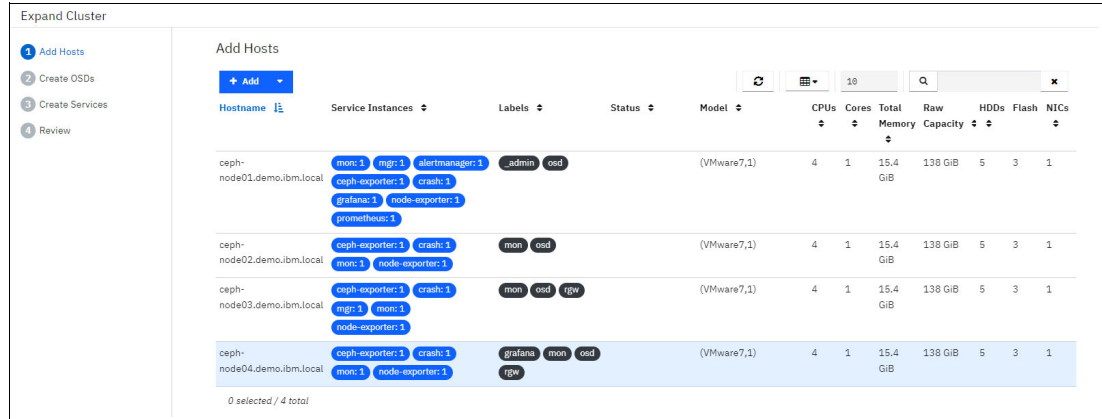 Expand Cluster
1 Add Hosts
2 Create OSDs
3 Create Services
4 Review
Add Hosts
+ Add
10
Hostname Service Instances Labels Status Model CPUs Cores Total Memory Raw Capacity HDDs Flash NICs
ceph-node01.demo.ibm.local mon: 1 mgr: 1 alertmanager: 1 _admin osd (VMware7,1) 4 1 15.4 GiB 138 GiB 5 3 1
ceph-exporter: 1 crash: 1
grafana: 1 node-exporter: 1
prometheus: 1
ceph-node02.demo.ibm.local ceph-exporter: 1 crash: 1 mon osd (VMware7,1) 4 1 15.4 GiB 138 GiB 5 3 1
mon: 1 node-exporter: 1
ceph-node03.demo.ibm.local ceph-exporter: 1 crash: 1 mon osd rgw (VMware7,1) 4 1 15.4 GiB 138 GiB 5 3 1
mgr: 1 mon: 1
node-exporter: 1
ceph-node04.demo.ibm.local ceph-exporter: 1 crash: 1 grafana mon osd (VMware7,1) 4 1 15.4 GiB 138 GiB 5 3 1
mon: 1 node-exporter: 1 rgw
0 selected / 4 total